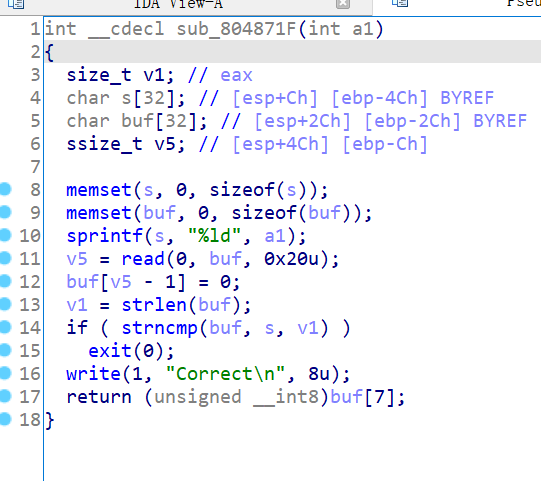 IDA View-A
Pseu
1 int __cdecl sub_804871F(int a1)
2 {
3 size_t v1; // eax
4 char s[32]; // [esp+Ch] [ebp-4Ch] BYREF
5 char buf[32]; // [esp+2Ch] [ebp-2Ch] BYREF
6 ssize_t v5; // [esp+4Ch] [ebp-Ch]
7
8 memset(s, 0, sizeof(s));
9 memset(buf, 0, sizeof(buf));
10 sprintf(s, "%ld", a1);
11 v5 = read(0, buf, 0x20u);
12 buf[v5 - 1] = 0;
13 v1 = strlen(buf);
14 if ( strncmp(buf, s, v1) )
15 exit(0);
16 write(1, "Correct\n", 8u);
17 return (unsigned __int8)buf[7];
18 }